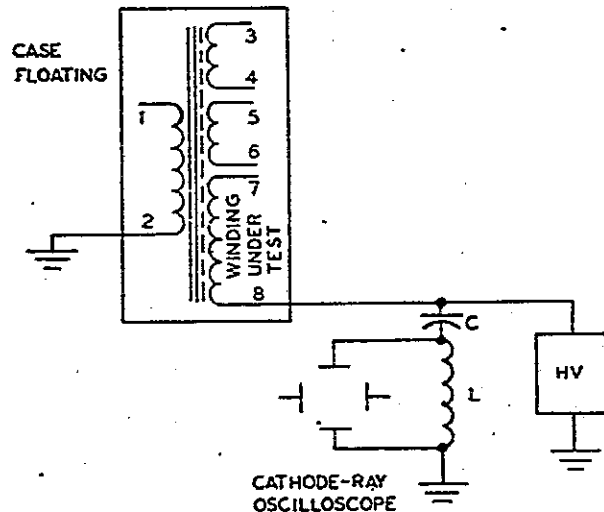 CASE
FLOATING
1
2
3
4
5
6
7
8
WINDING
UNDER
TEST
C
L
HV
CATHODE-RAY
OSCILLOSCOPE